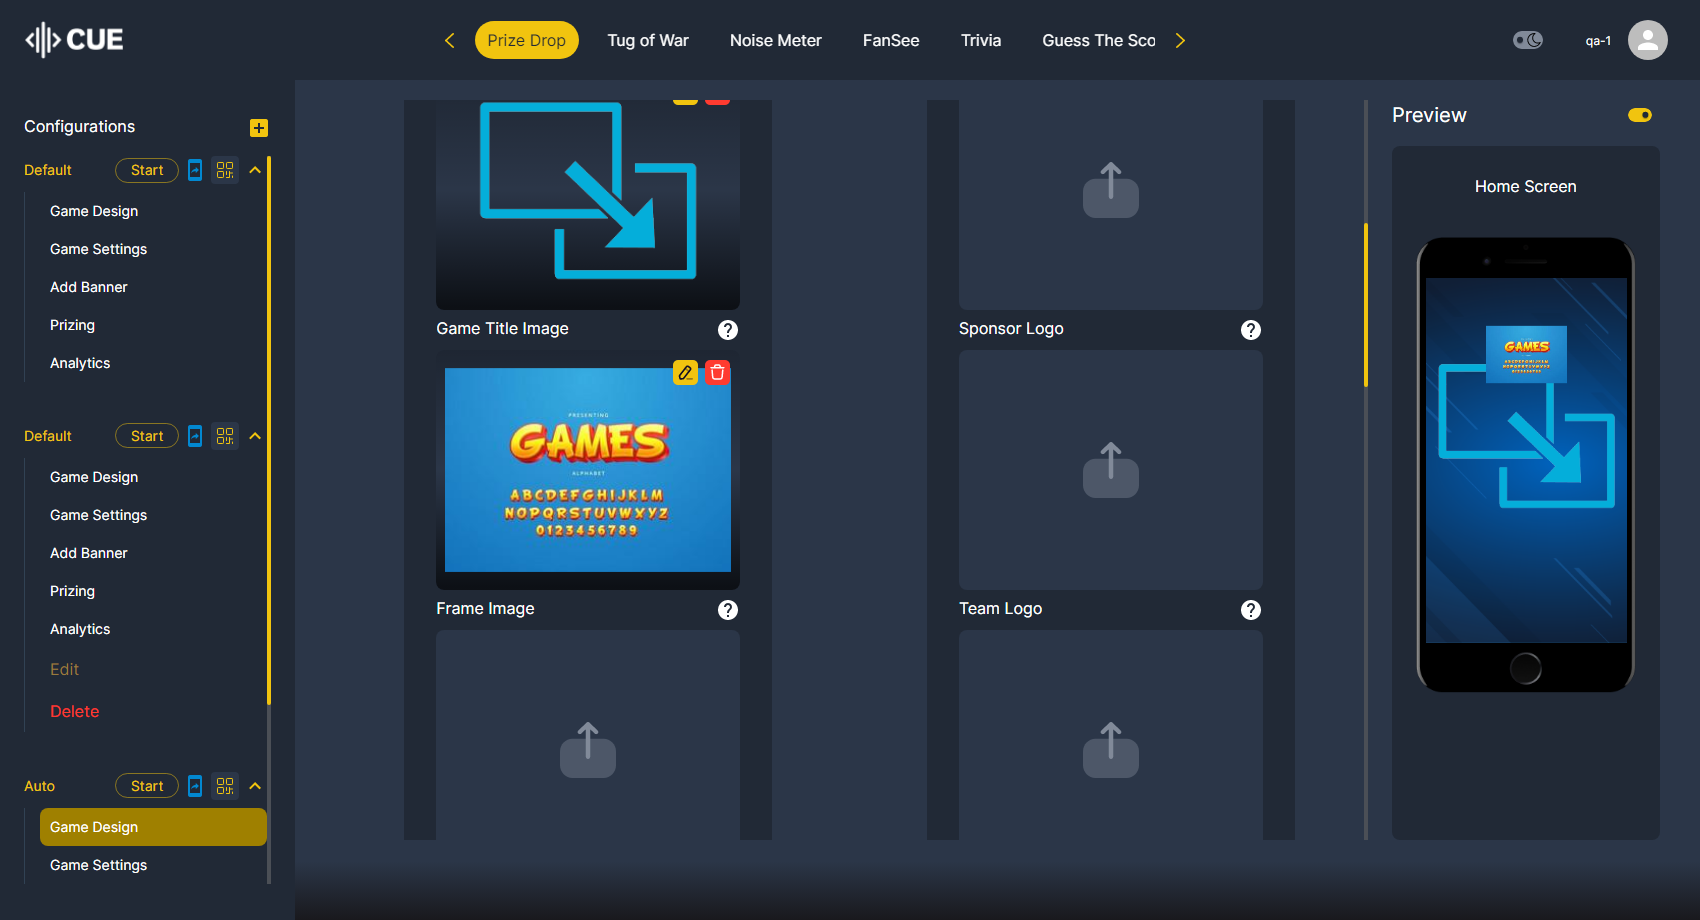 CUE
Prize Drop
Tug of War
Noise Meter
FanSee
Trivia
Guess The Sco
qa-1
Configurations
Default
Start
Game Design
Game Settings
Add Banner
Prizing
Analytics
Default
Start
Game Design
Game Settings
Add Banner
Prizing
Analytics
Edit
Delete
Auto
Start
Game Design
Game Settings
Game Title Image
?
PRESENTING
GAMES
ALPHABET
ABCDEFGHIJKLM
NOPQRSTUVWXYZ
0123456789
Frame Image
?
Sponsor Logo
?
Team Logo
?
Preview
Home Screen
GAMES
ABCDEFGHIJKLM
NOPQRSTUVWXYZ
0123456789